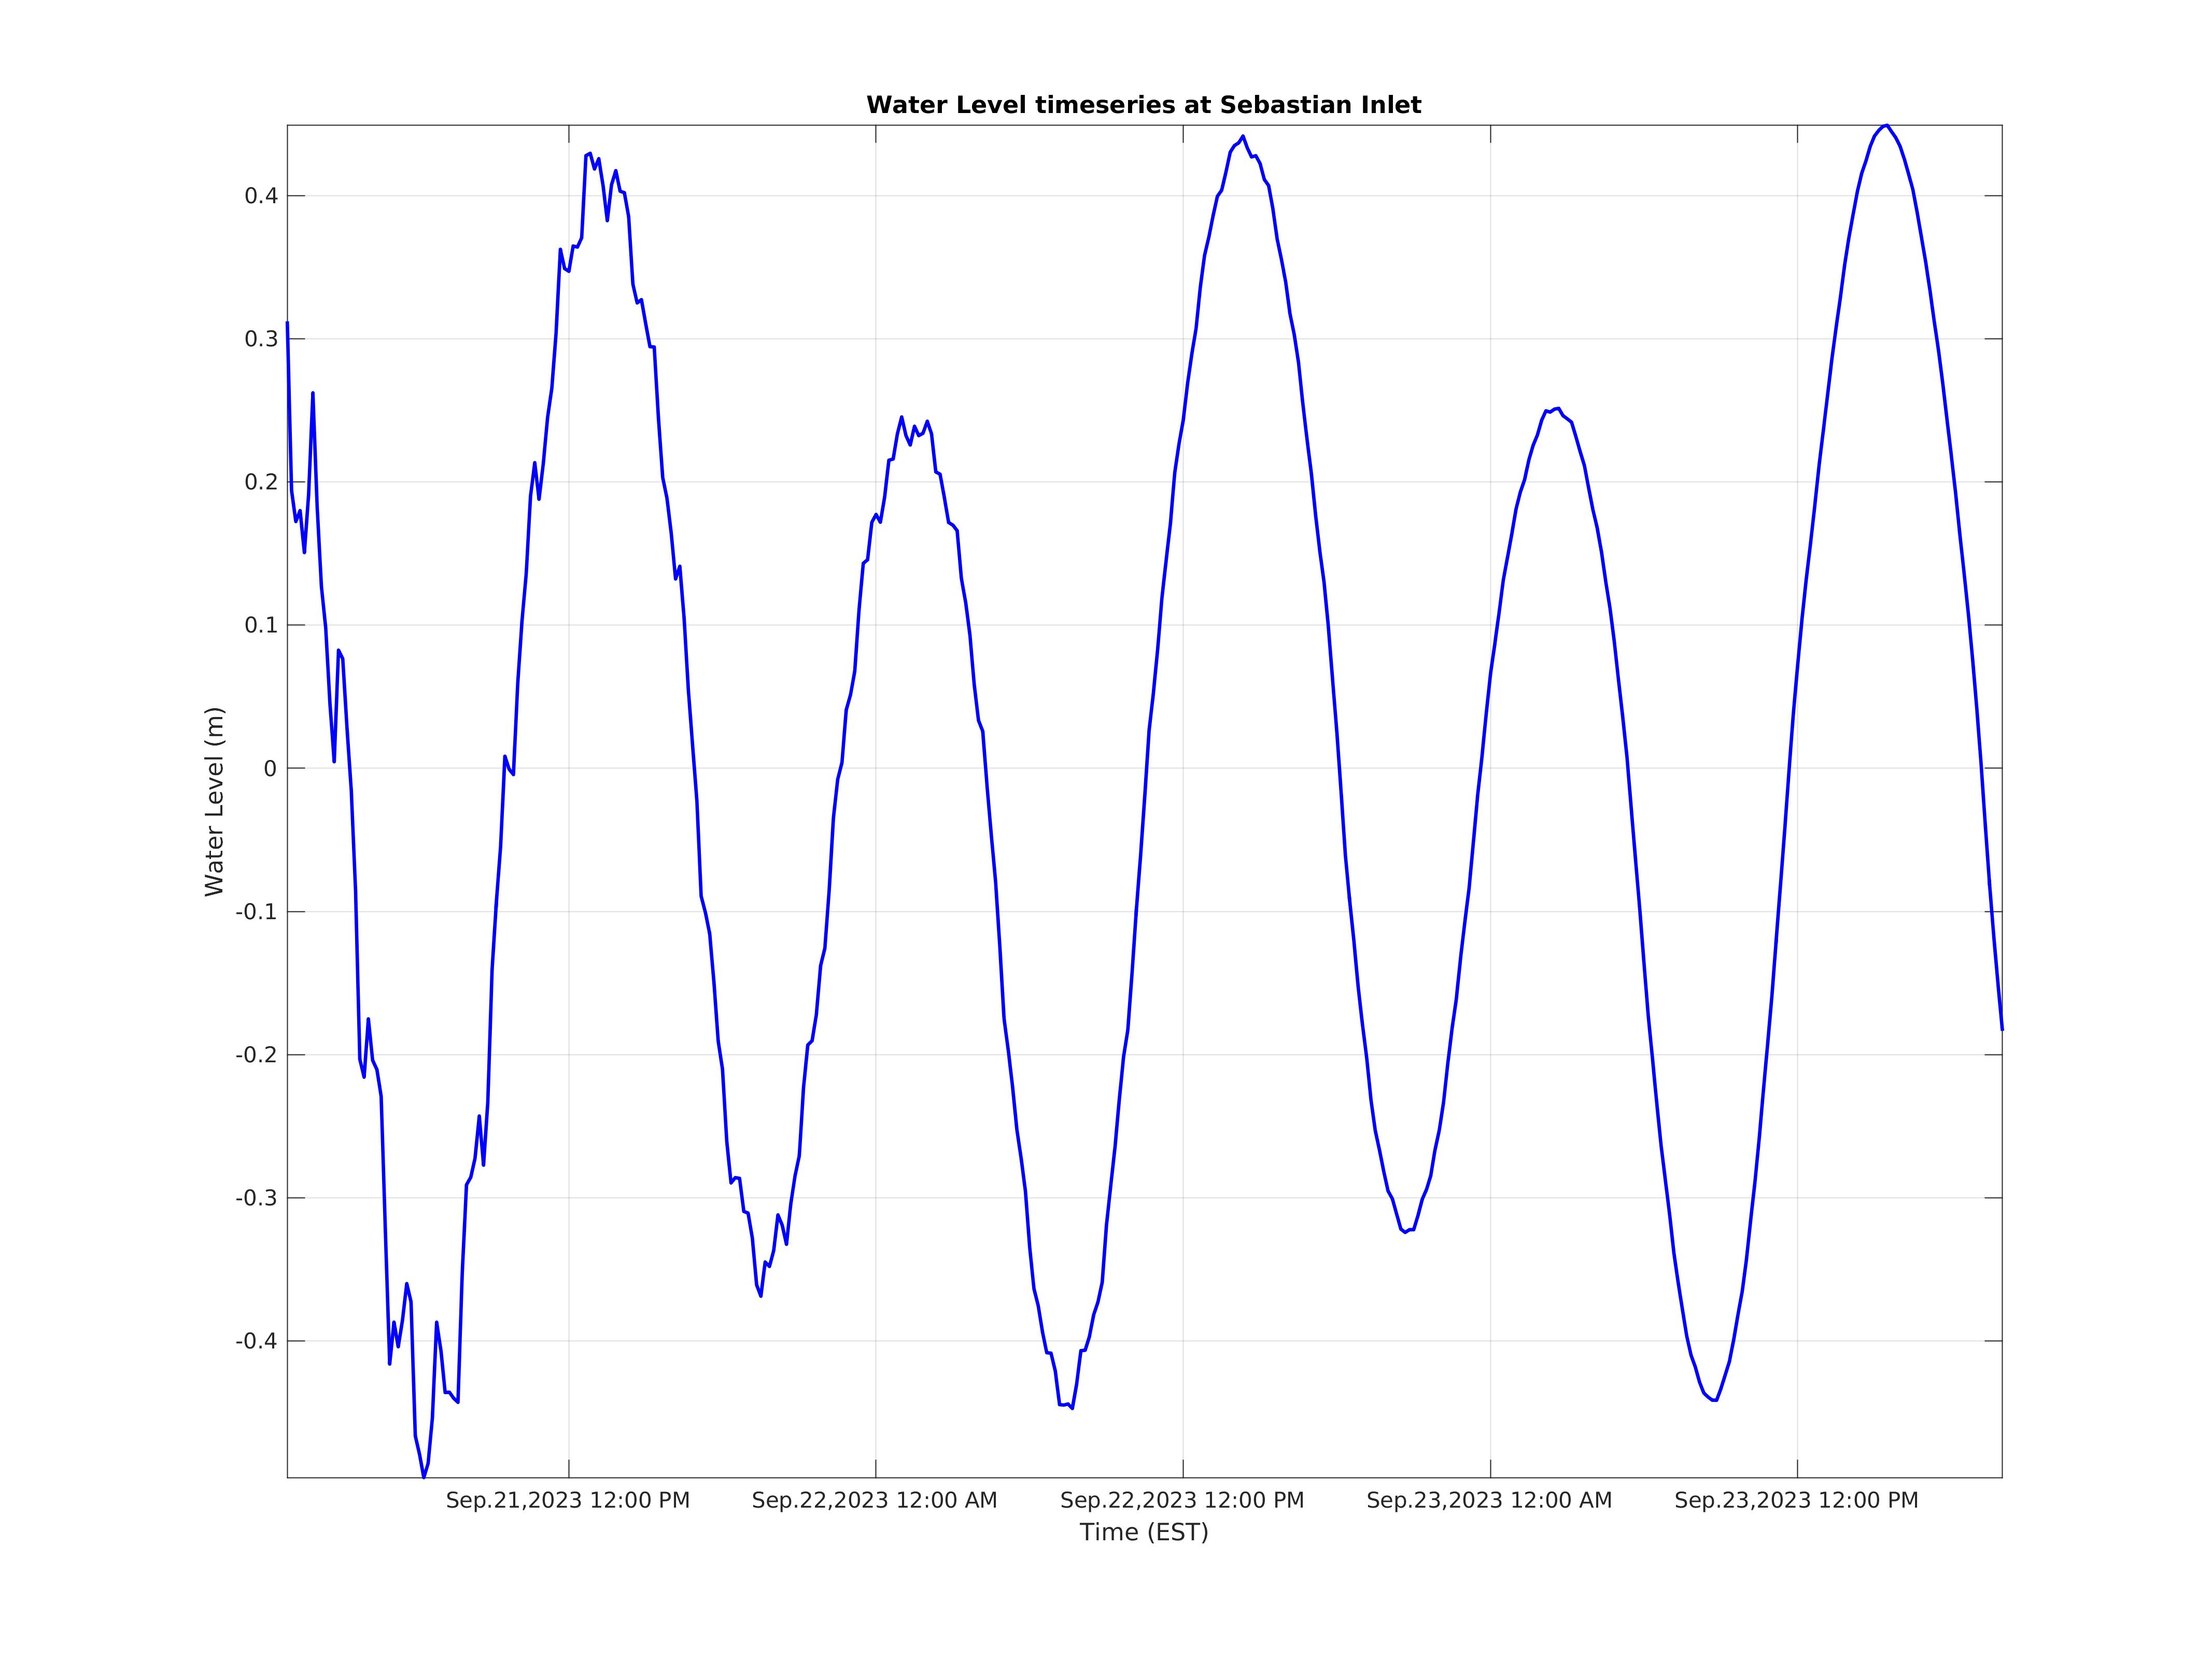 Water Level timeseries at Sebastian Inlet
0.4
0.3
0.2
0.1
0
-0.1
-0.2
-0.3
-0.4
Water Level (m)
Sep.21,2023 12:00 PM Sep.22,2023 12:00 AM Sep.22,2023 12:00 PM Sep.23,2023 12:00 AM Sep.23,2023 12:00 PM
Time (EST)